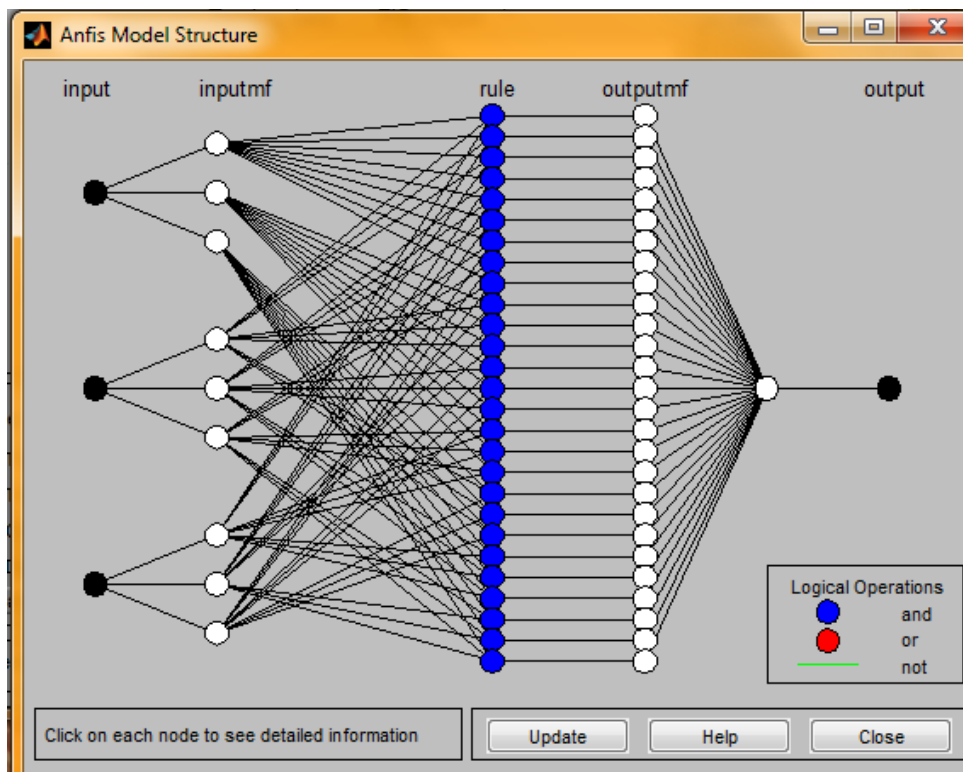 Anfis Model Structure
input inputmf rule outputmf output
Logical Operations
and
or
not
Click on each node to see detailed information
Update Help Close